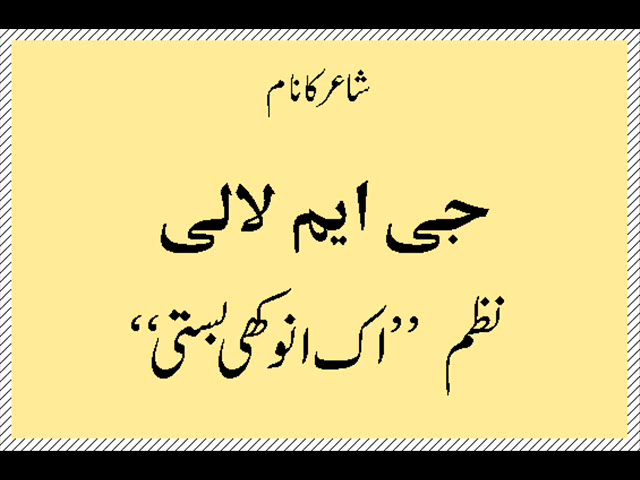 شاعر کا نام
جی ایم لالی
نظم ’’اک انوکھی بستی‘‘